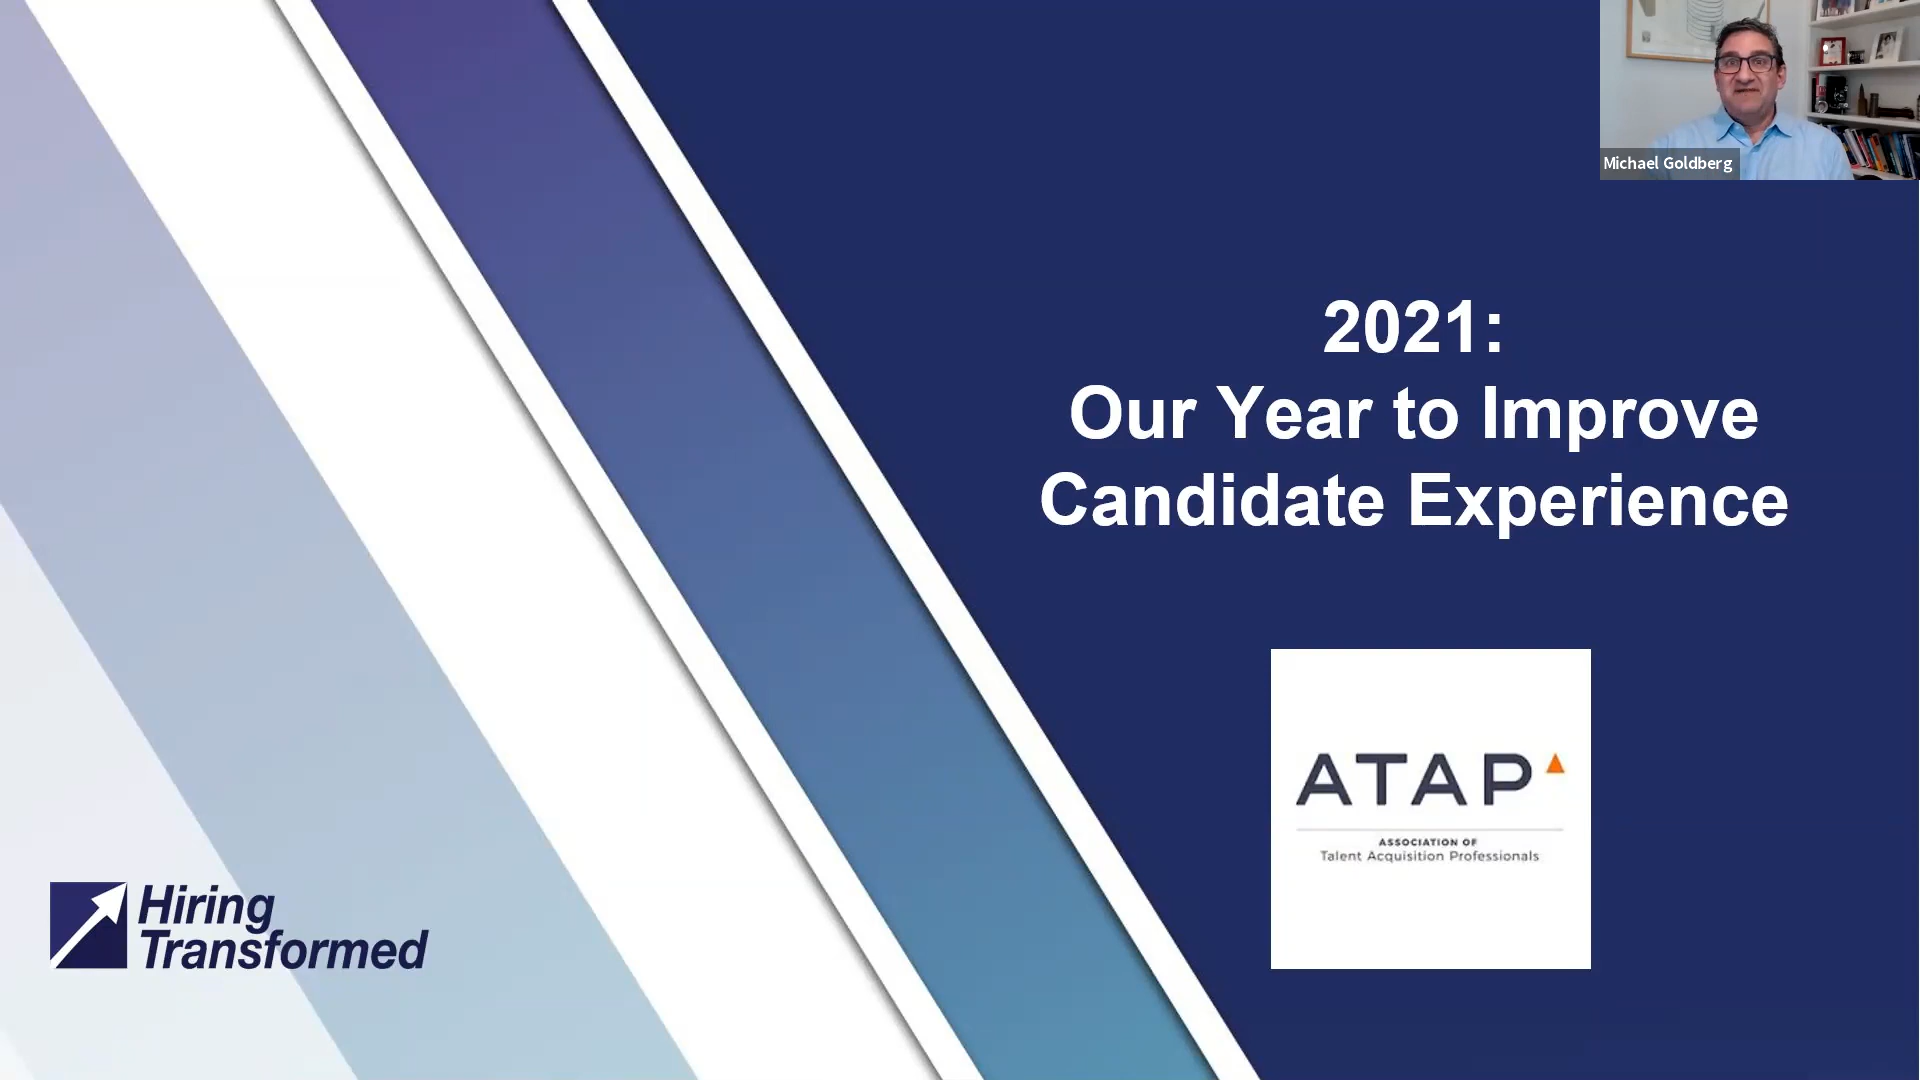 Michael Goldberg
2021:
Our Year to Improve
Candidate Experience
ATAP
ASSOCIATION OF
Talent Acquisition Professionals
Hiring
Transformed